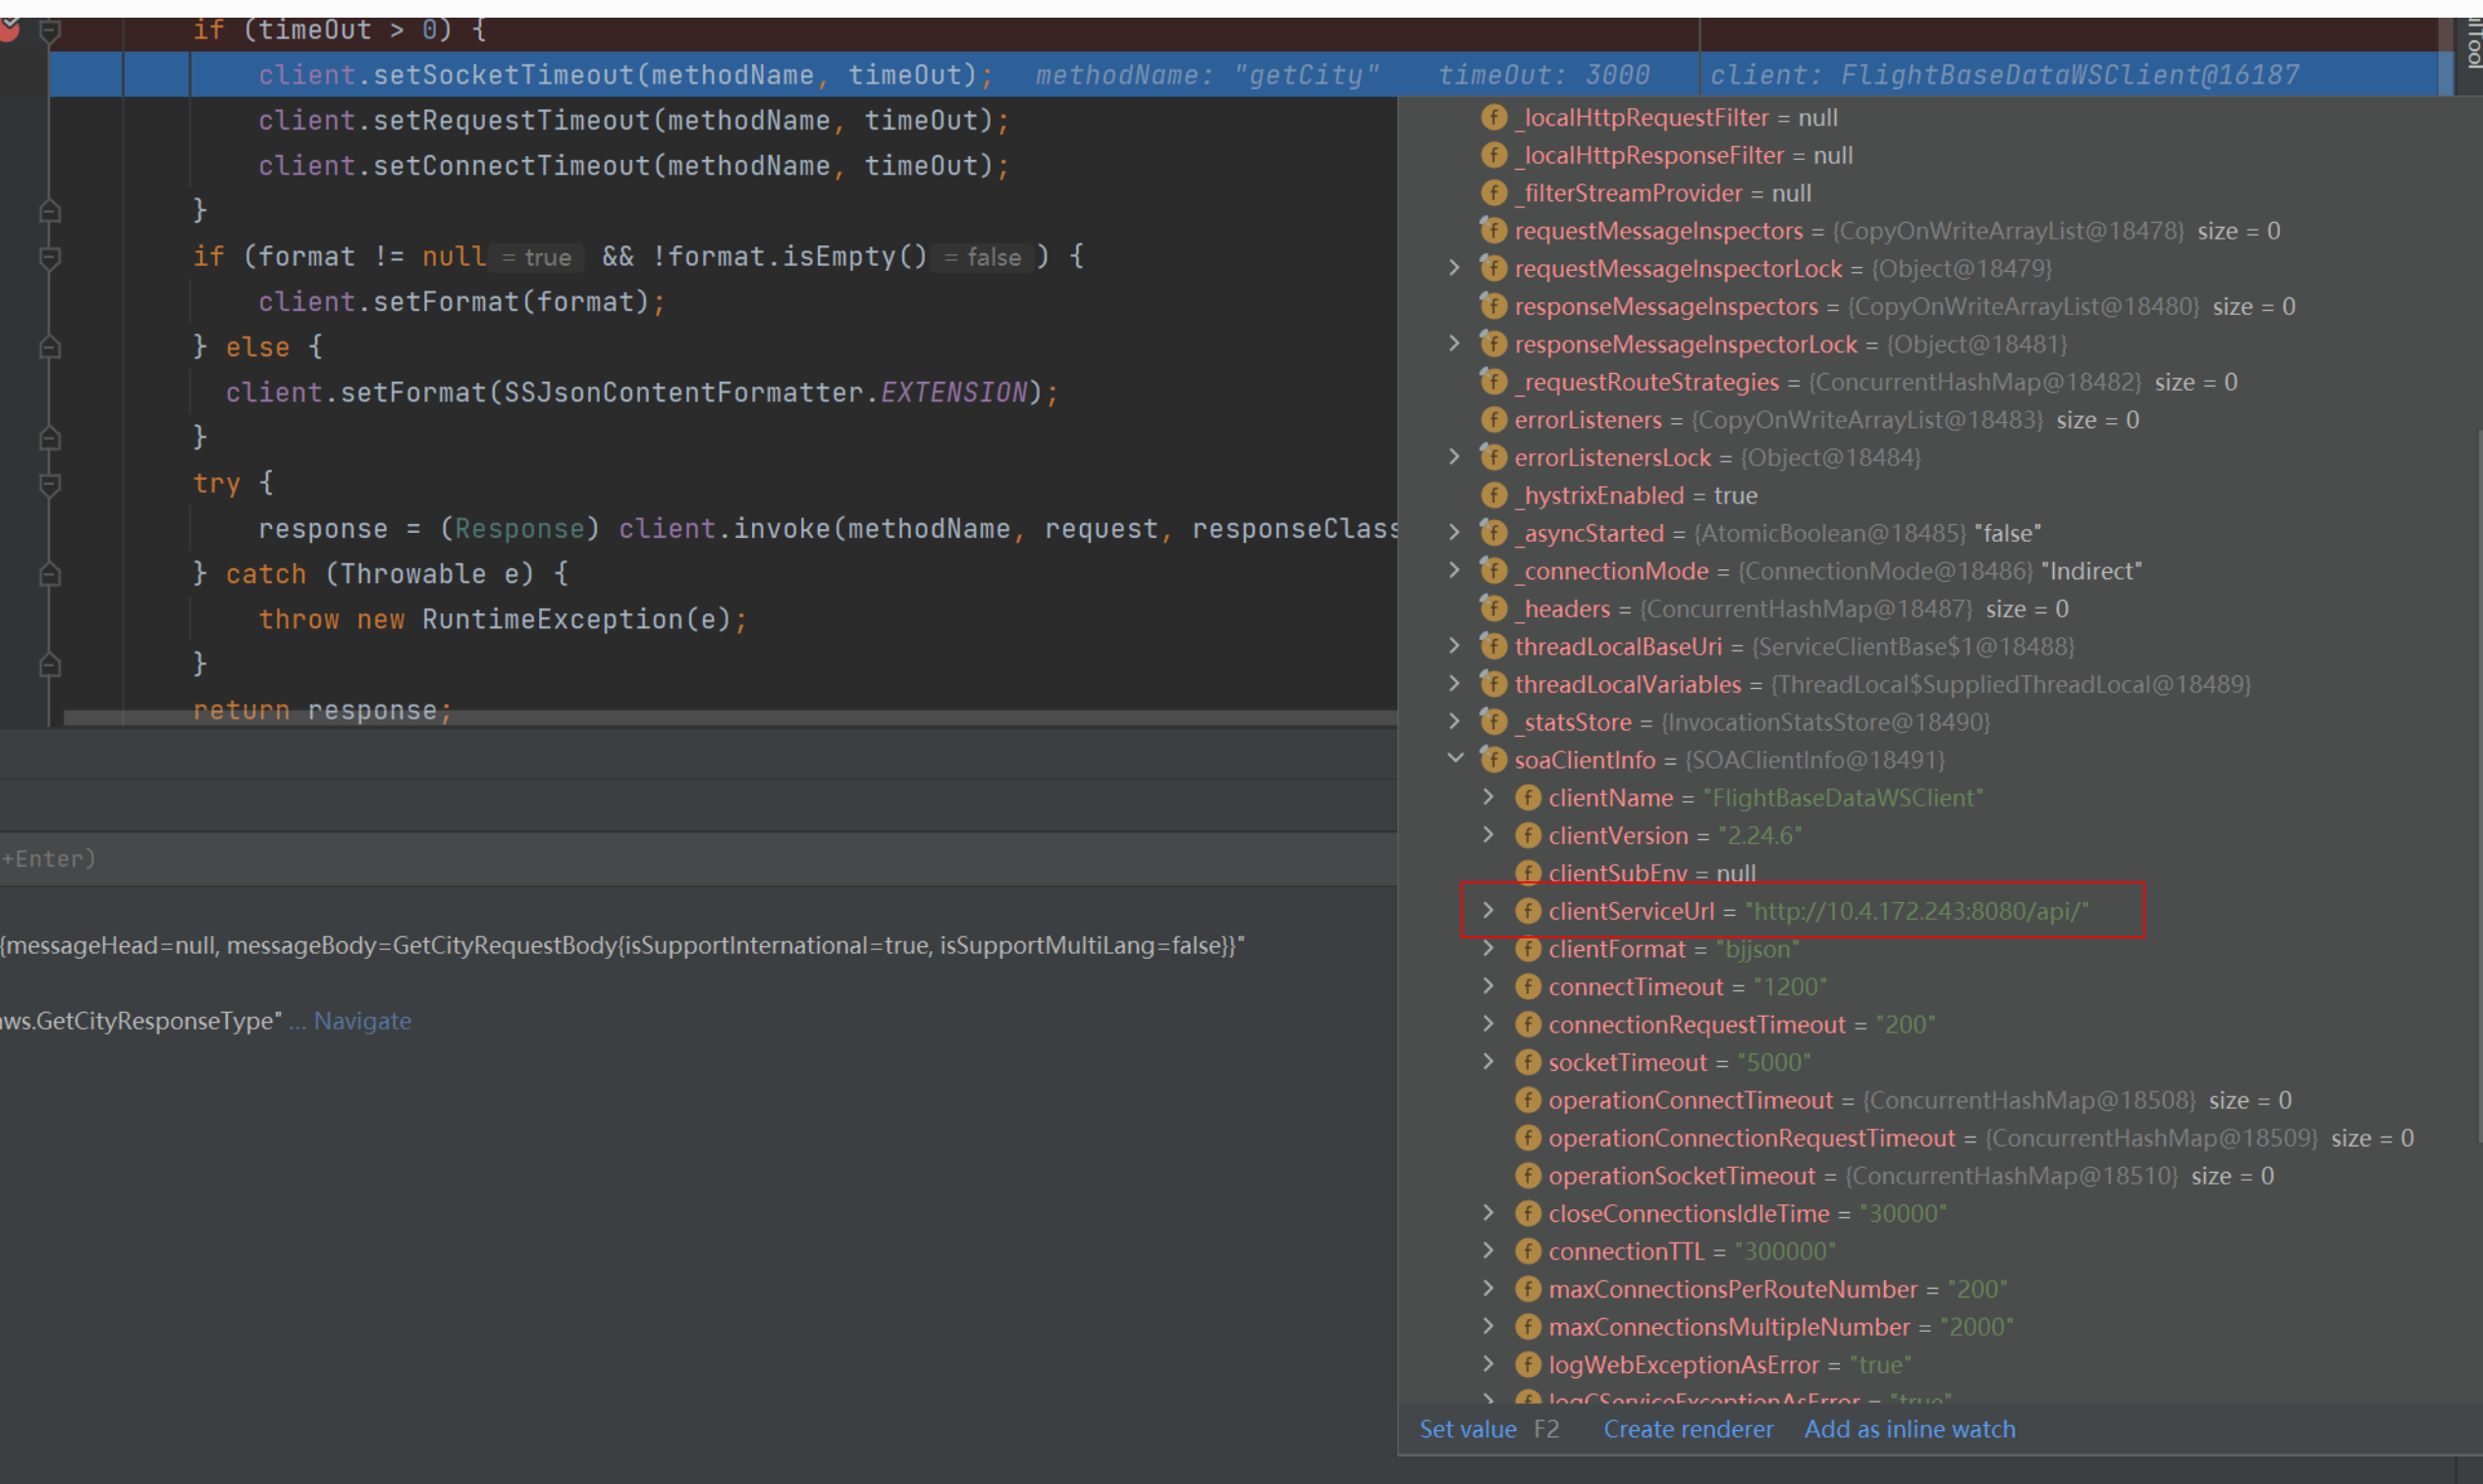 if (timeOut > 0) {
client.setSocketTimeout(methodName, timeOut); methodName: "getCity" timeOut: 3000 client: FlightBaseDataWSClient@16187
client.setRequestTimeout(methodName, timeOut);
client.setConnectTimeout(methodName, timeOut);
}
if (format != null = true && !format.isEmpty() = false ) {
client.setFormat(format);
} else {
client.setFormat(SSJsonContentFormatter.EXTENSION);
}
try {
response = (Response) client.invoke(methodName, request, responseClass
} catch (Throwable e) {
throw new RuntimeException(e);
}
return response;
+Enter)
{messageHead=null, messageBody=GetCityRequestBody{isSupportInternational=true, isSupportMultiLang=false}}"
ws.GetCityResponseType" ... Navigate
_localHttpRequestFilter = null
_localHttpResponseFilter = null
_filterStreamProvider = null
requestMessageInspectors = {CopyOnWriteArrayList@18478} size = 0
requestMessageInspectorLock = {Object@18479}
responseMessageInspectors = {CopyOnWriteArrayList@18480} size = 0
responseMessageInspectorLock = {Object@18481}
_requestRouteStrategies = {ConcurrentHashMap@18482} size = 0
errorListeners = {CopyOnWriteArrayList@18483} size = 0
errorListenersLock = {Object@18484}
_hystrixEnabled = true
_asyncStarted = {AtomicBoolean@18485} "false"
_connectionMode = {ConnectionMode@18486} "Indirect"
_headers = {ConcurrentHashMap@18487} size = 0
threadLocalBaseUri = {ServiceClientBase$1@18488}
threadLocalVariables = {ThreadLocal$SuppliedThreadLocal@18489}
_statsStore = {InvocationStatsStore@18490}
soaClientInfo = {SOAClientInfo@18491}
clientName = "FlightBaseDataWSClient"
clientVersion = "2.24.6"
clientSubEnv = null
clientServiceUrl = "http://10.4.172.243:8080/api/"
clientFormat = "bjjson"
connectTimeout = "1200"
connectionRequestTimeout = "200"
socketTimeout = "5000"
operationConnectTimeout = {ConcurrentHashMap@18508} size = 0
operationConnectionRequestTimeout = {ConcurrentHashMap@18509} size = 0
operationSocketTimeout = {ConcurrentHashMap@18510} size = 0
closeConnectionsIdleTime = "30000"
connectionTTL = "300000"
maxConnectionsPerRouteNumber = "200"
maxConnectionsMultipleNumber = "2000"
logWebExceptionAsError = "true"
logCServiceExceptionAsError = "true"
Set value F2 Create renderer Add as inline watch